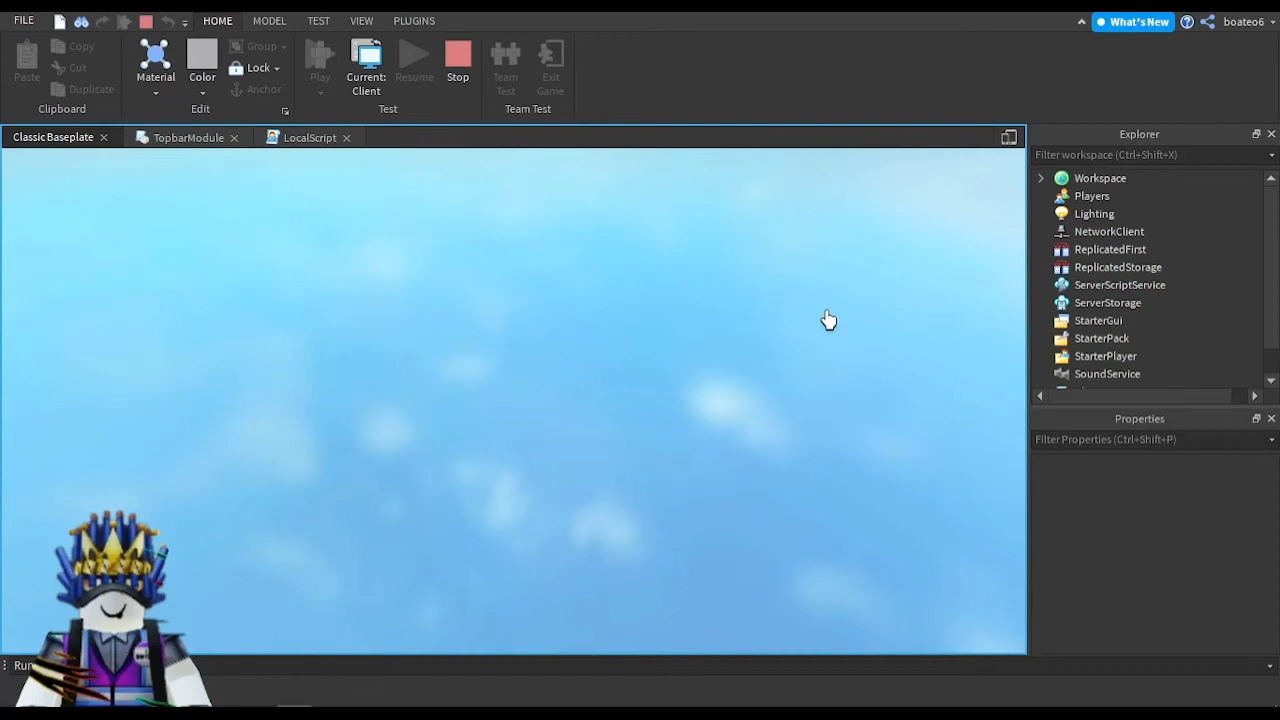 FILE HOME MODEL TEST VIEW PLUGINS What's New boateo6
Paste Copy Cut Duplicate
Clipboard
Material Color Group Lock Anchor
Edit
Play Current: Client Resume Stop
Test
Team Test Exit Game
Team Test
Classic Baseplate TopbarModule LocalScript
Explorer
Filter workspace (Ctrl+Shift+X)
Workspace
Players
Lighting
NetworkClient
ReplicatedFirst
ReplicatedStorage
ServerScriptService
ServerStorage
StarterGui
StarterPack
StarterPlayer
SoundService
Properties
Filter Properties (Ctrl+Shift+P)